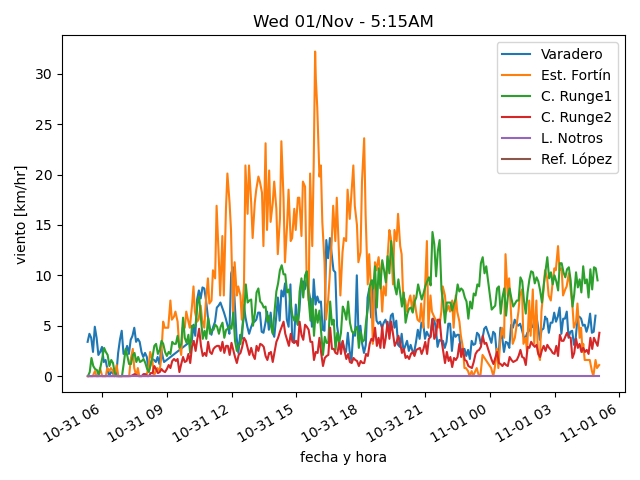 Wed 01/Nov - 5:15AM
Varadero
Est. Fortín
C. Runge1
C. Runge2
L. Notros
Ref. López
viento [km/hr]
30
25
20
15
10
5
0
10-31 06
10-31 09
10-31 12
10-31 15
10-31 18
10-31 21
11-01 00
11-01 03
11-01 06
fecha y hora